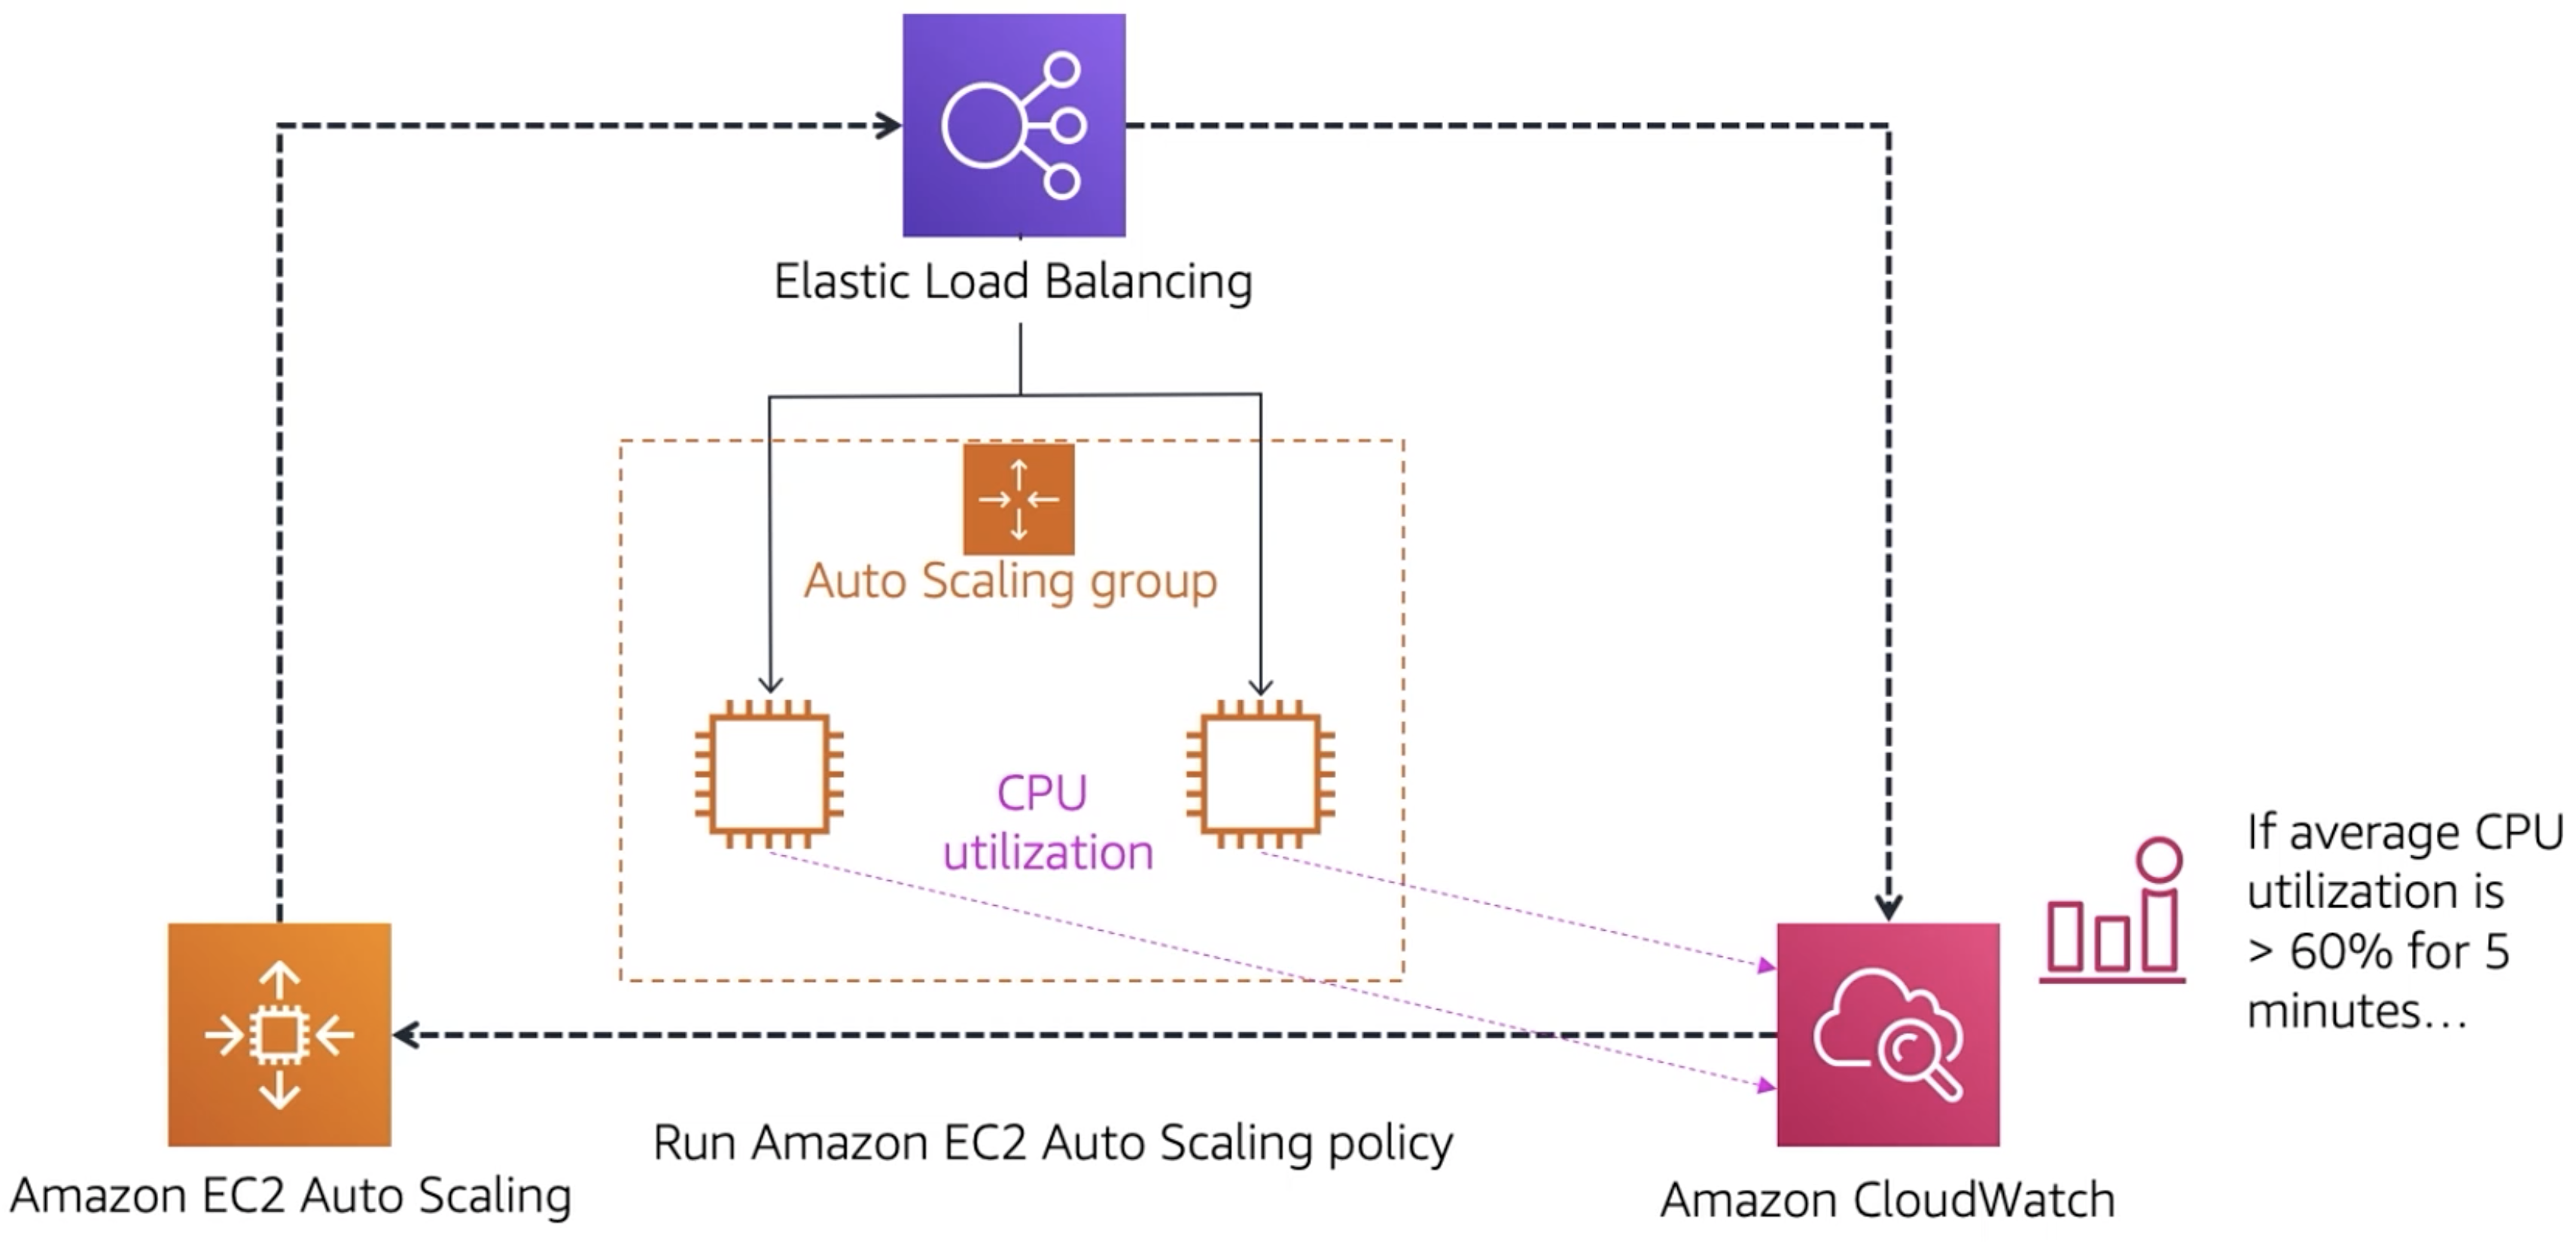 Elastic Load Balancing
Auto Scaling group
CPU
utilization
If average CPU
utilization is
> 60% for 5
minutes...
Run Amazon EC2 Auto Scaling policy
Amazon EC2 Auto Scaling
Amazon CloudWatch